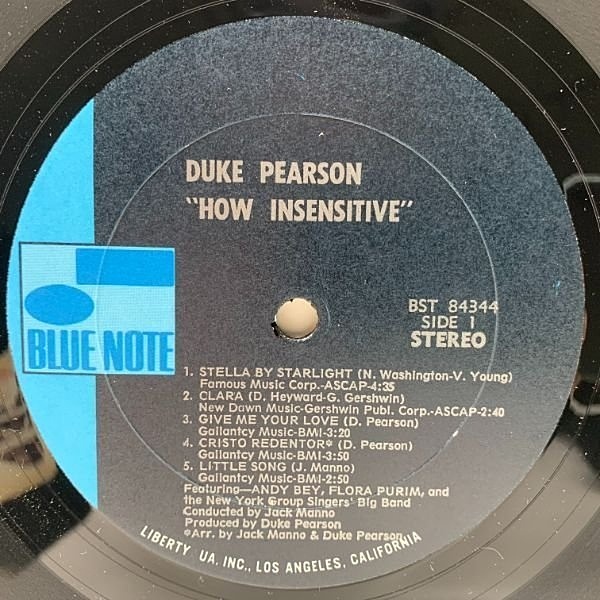 DUKE PEARSON
"HOW INSENSITIVE"
BLUE NOTE
BST 84344
SIDE 1
STEREO
1. STELLA BY STARLIGHT (N. Washington-V. Young)
Famous Music Corp.-ASCAP-4:35
2. CLARA (D. Heyward-G. Gershwin)
New Dawn Music-Gershwin Publ. Corp.-ASCAP-2:40
3. GIVE ME YOUR LOVE (D. Pearson)
Gallantcy Music-BMI-3:20
4. CRISTO REDENTOR* (D. Pearson)
Gallantcy Music-BMI-3:50
5. LITTLE SONG (J. Manno)
Gallantcy Music-BMI-2:50
Featuring—ANDY BEY, FLORA PURIM, and
the New York Group Singers' Big Band
Conducted by Jack Manno
Produced by Duke Pearson
*Arr. by Jack Manno & Duke Pearson
LIBERTY UA, INC., LOS ANGELES, CALIFORNIA